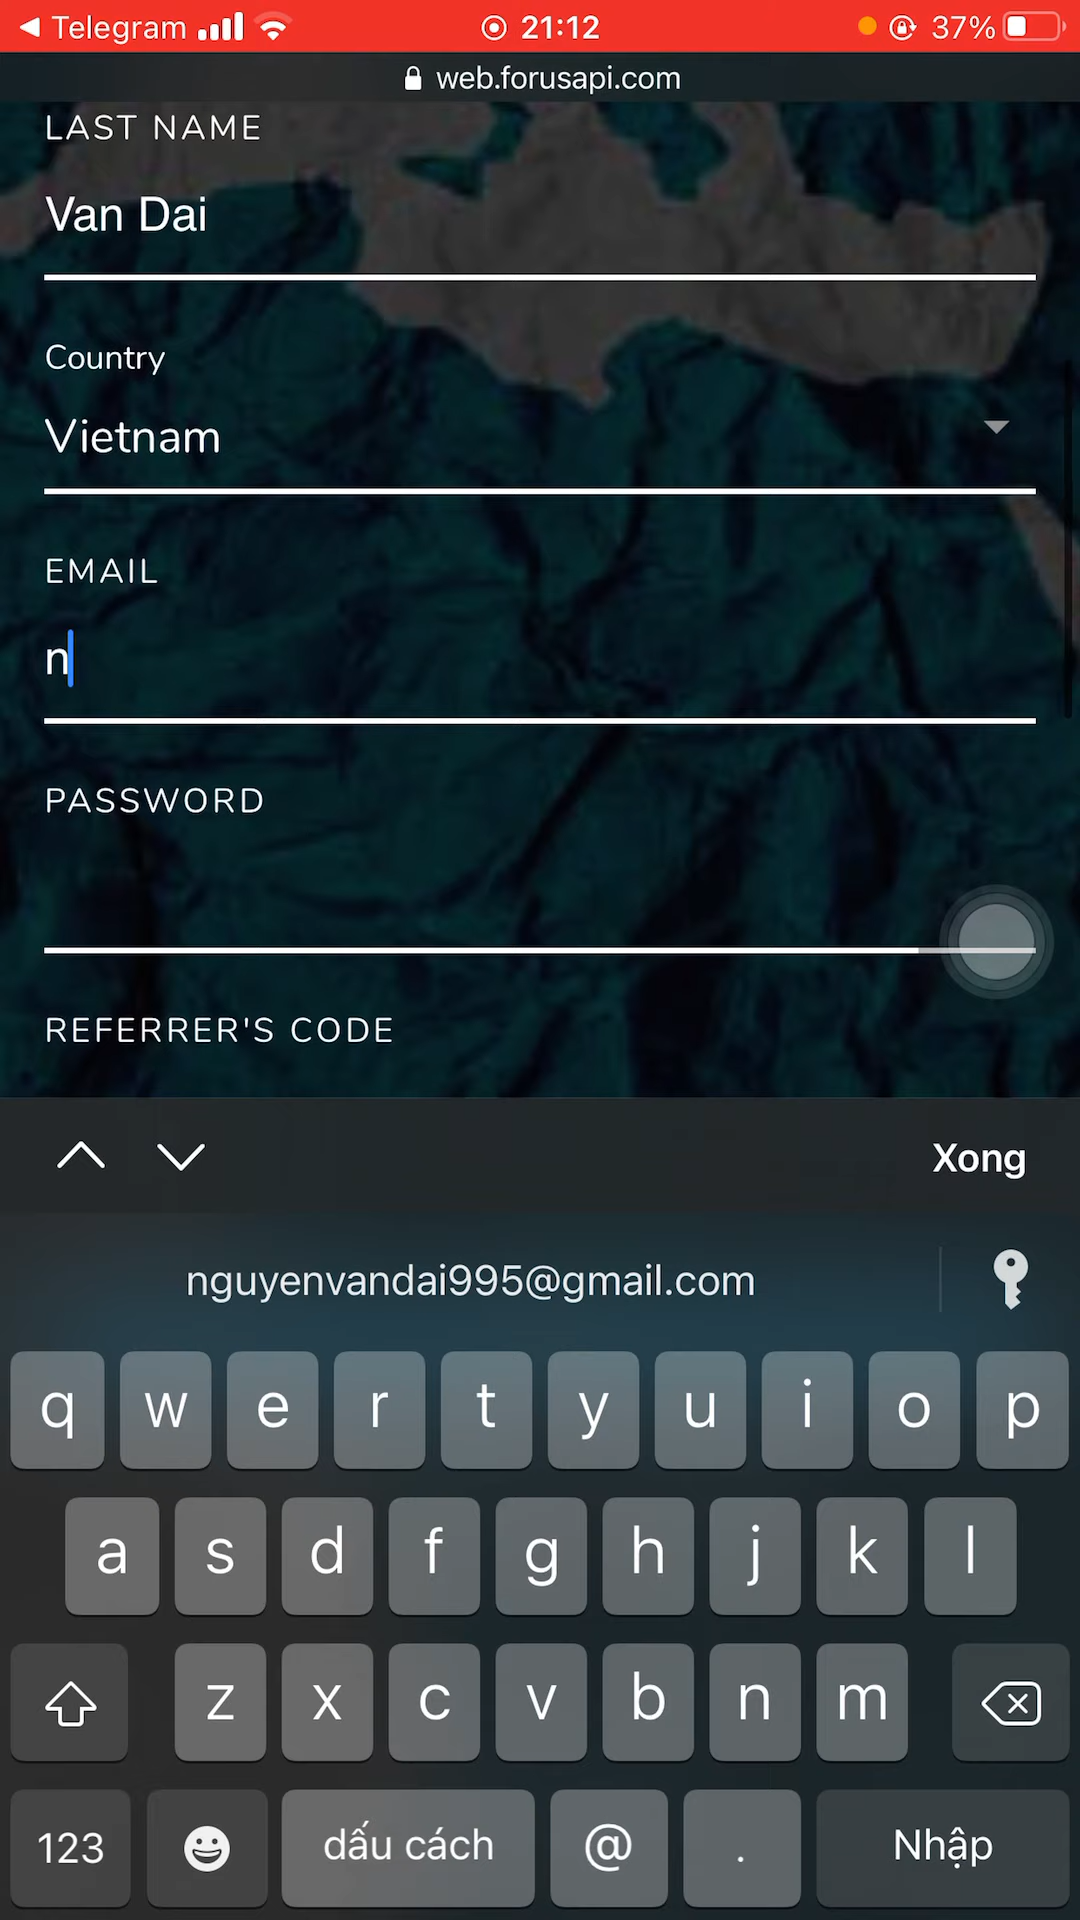 Telegram 21:12 37%
web.forusapi.com
LAST NAME
Van Dai
Country
Vietnam
EMAIL
n
PASSWORD
REFERRER'S CODE
Xong
nguyenvandai995@gmail.com
q w e r t y u i o p
a s d f g h j k l
z x c v b n m
123 dấu cách @ . Nhập